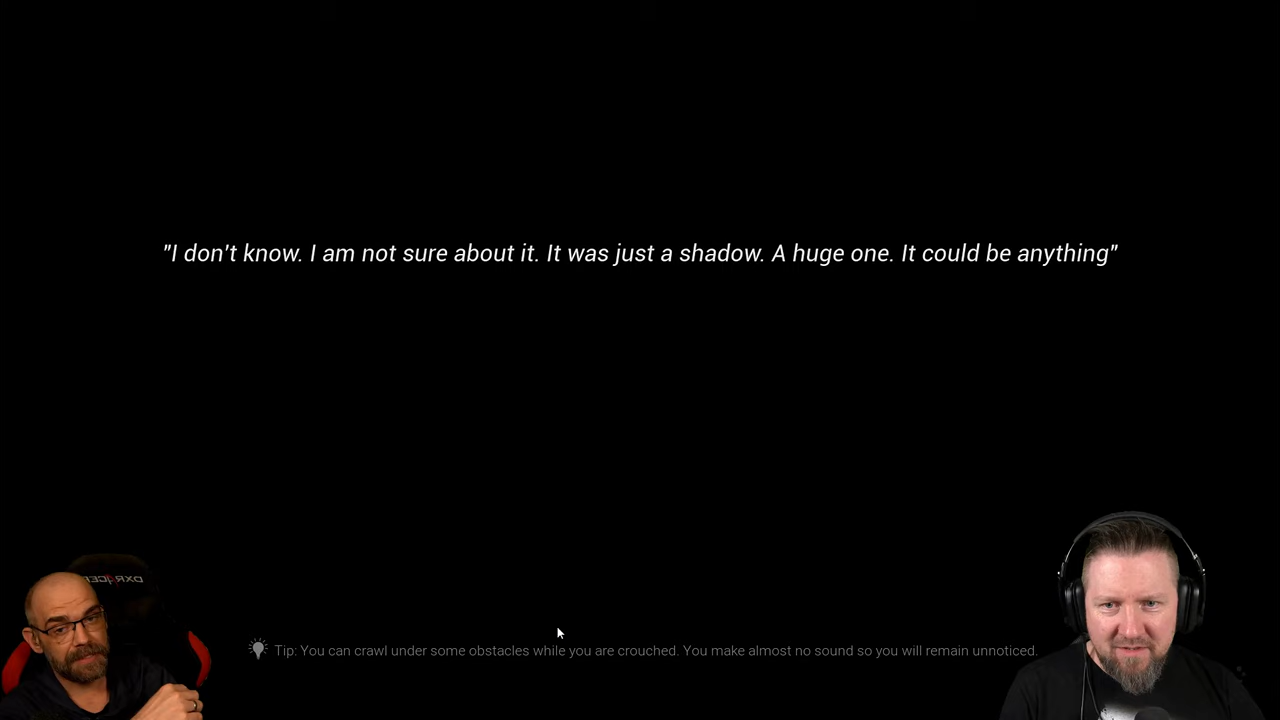 "I don't know. I am not sure about it. It was just a shadow. A huge one. It could be anything"
DXRACER
Tip: You can crawl under some obstacles while you are crouched. You make almost no sound so you will remain unnoticed.